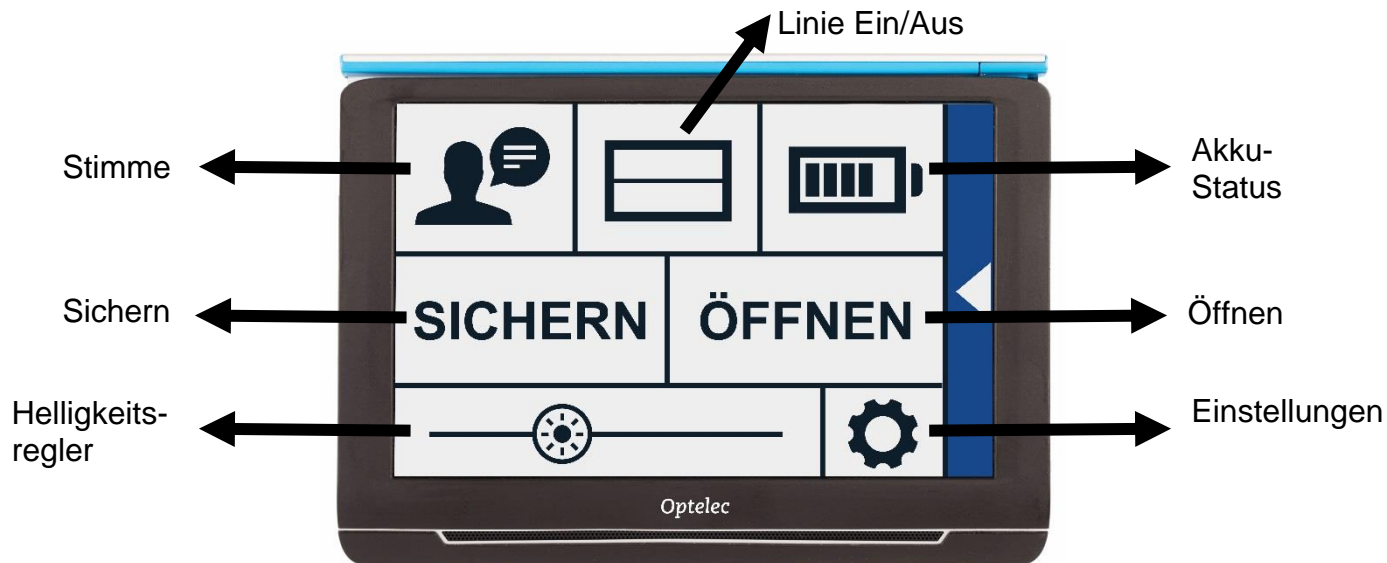 Linie Ein/Aus
Stimme
Akku-
Status
SICHERN
ÖFFNEN
Sichern
Öffnen
Helligkeits-
regler
Einstellungen
Optelec